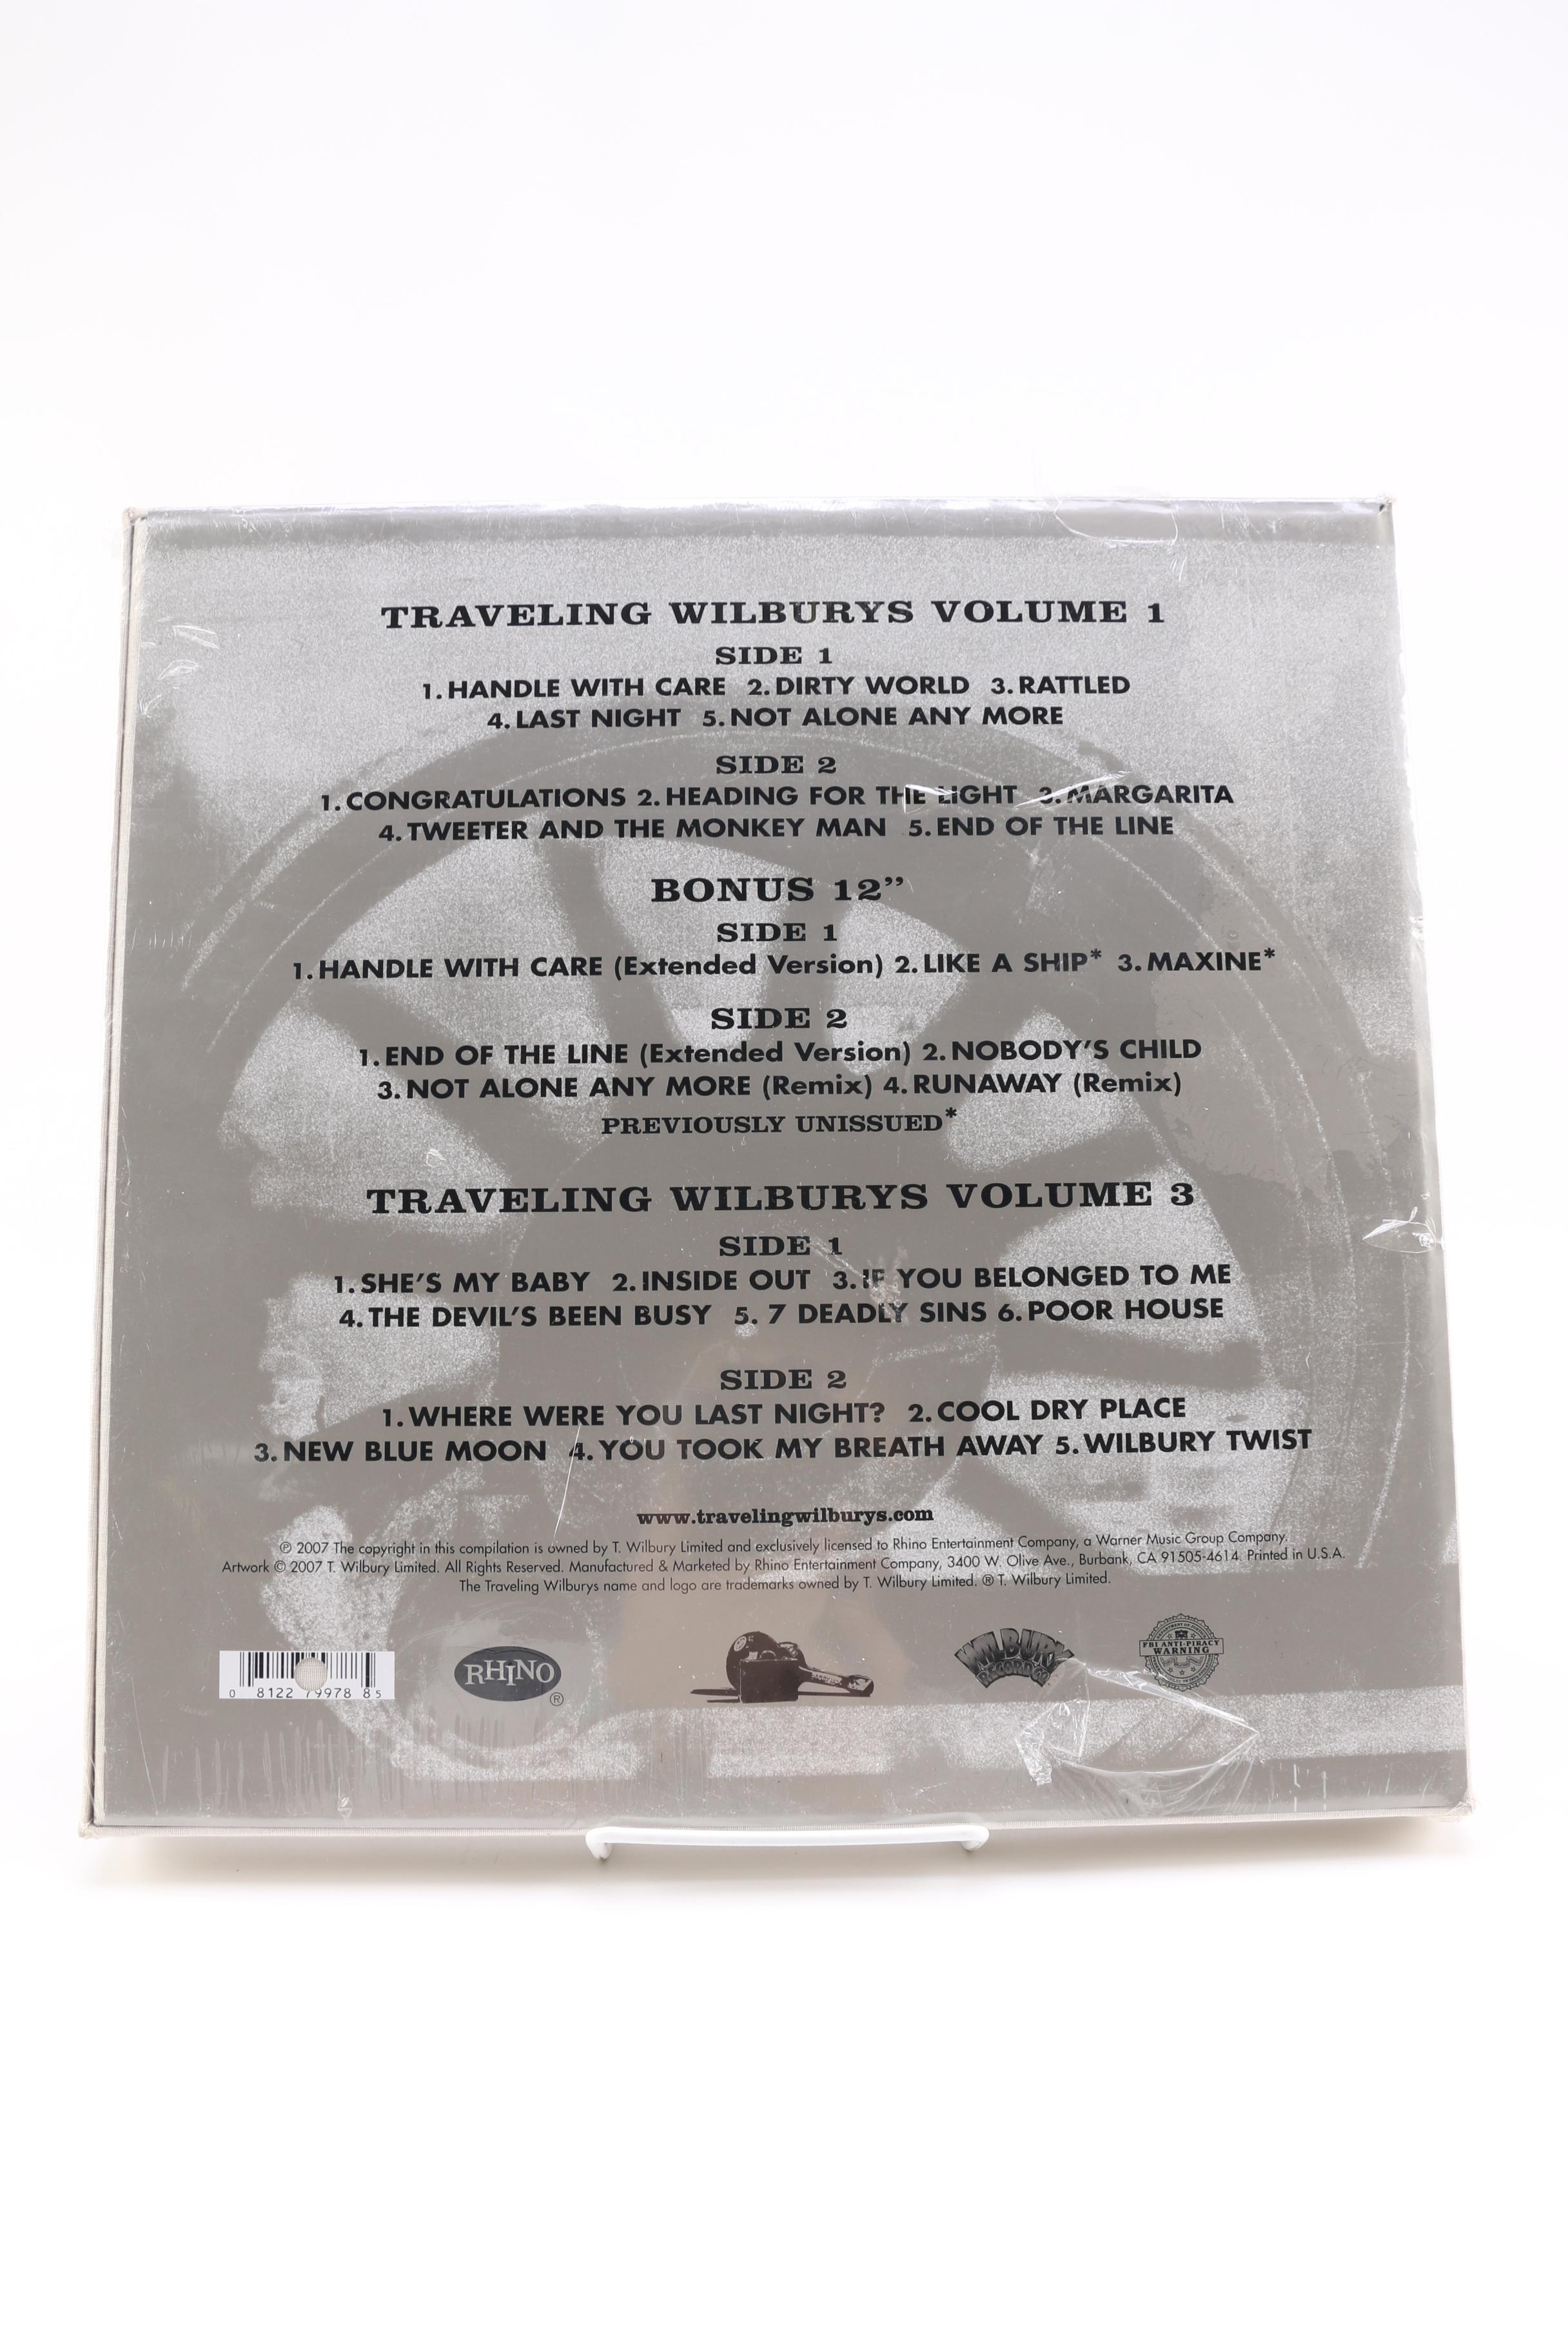 TRAVELING WILBURYS VOLUME 1
SIDE 1
1. HANDLE WITH CARE 2. DIRTY WORLD 3. RATTLED
4. LAST NIGHT 5. NOT ALONE ANY MORE
SIDE 2
1. CONGRATULATIONS 2. HEADING FOR THE LIGHT 3. MARGARITA
4. TWEETER AND THE MONKEY MAN 5. END OF THE LINE
BONUS 12”
SIDE 1
1. HANDLE WITH CARE (Extended Version) 2. LIKE A SHIP* 3. MAXINE*
SIDE 2
1. END OF THE LINE (Extended Version) 2. NOBODY’S CHILD
3. NOT ALONE ANY MORE (Remix) 4. RUNAWAY (Remix)
PREVIOUSLY UNISSUED*
TRAVELING WILBURYS VOLUME 3
SIDE 1
1. SHE’S MY BABY 2. INSIDE OUT 3. IF YOU BELONGED TO ME
4. THE DEVIL’S BEEN BUSY 5. 7 DEADLY SINS 6. POOR HOUSE
SIDE 2
1. WHERE WERE YOU LAST NIGHT? 2. COOL DRY PLACE
3. NEW BLUE MOON 4. YOU TOOK MY BREATH AWAY 5. WILBURY TWIST
www.travelingwilburys.com
℗ 2007 The copyright in this compilation is owned by T. Wilbury Limited and exclusively licensed to Rhino Entertainment Company, a Warner Music Group Company.
Artwork © 2007 T. Wilbury Limited. All Rights Reserved. Manufactured & Marketed by Rhino Entertainment Company, 3400 W. Olive Ave., Burbank, CA 91505-4614. Printed in U.S.A.
The Traveling Wilburys name and logo are trademarks owned by T. Wilbury Limited. ® T. Wilbury Limited.
0 8122 79978 8 5
RHINO ®
WILBURY RECORD CO
FBI ANTI-PIRACY
WARNING